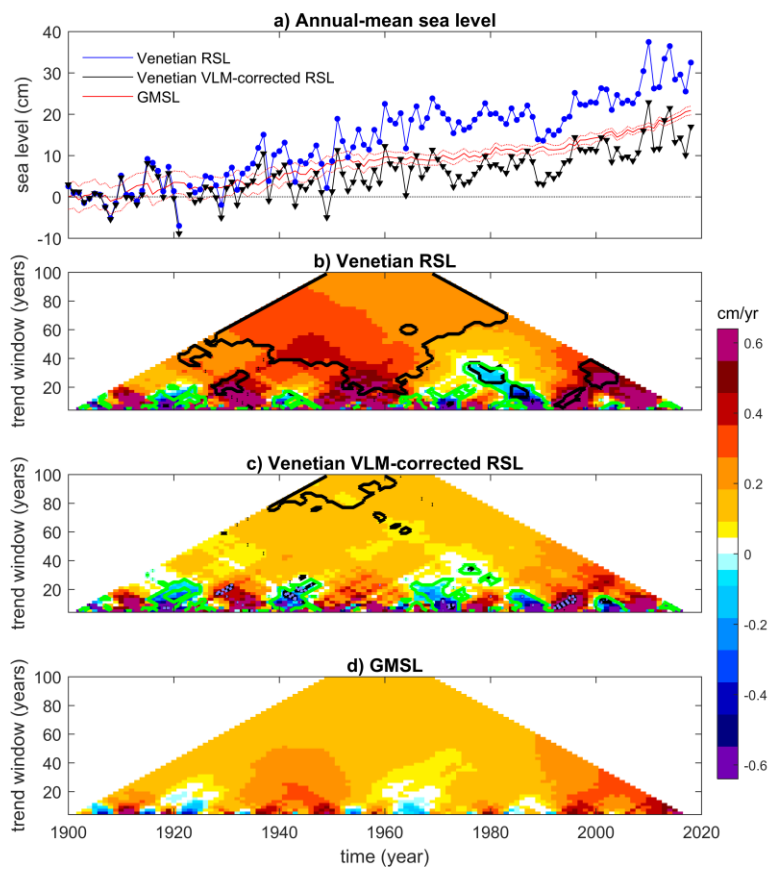 a) Annual-mean sea level
40
30
20
10
0
-10
sea level (cm)
Venetian RSL
Venetian VLM-corrected RSL
GMSL
b) Venetian RSL
100
80
60
40
20
trend window (years)
cm/yr
0.6
0.4
0.2
0
-0.2
-0.4
-0.6
c) Venetian VLM-corrected RSL
100
80
60
40
20
trend window (years)
d) GMSL
100
80
60
40
20
trend window (years)
1900 1920 1940 1960 1980 2000 2020
time (year)